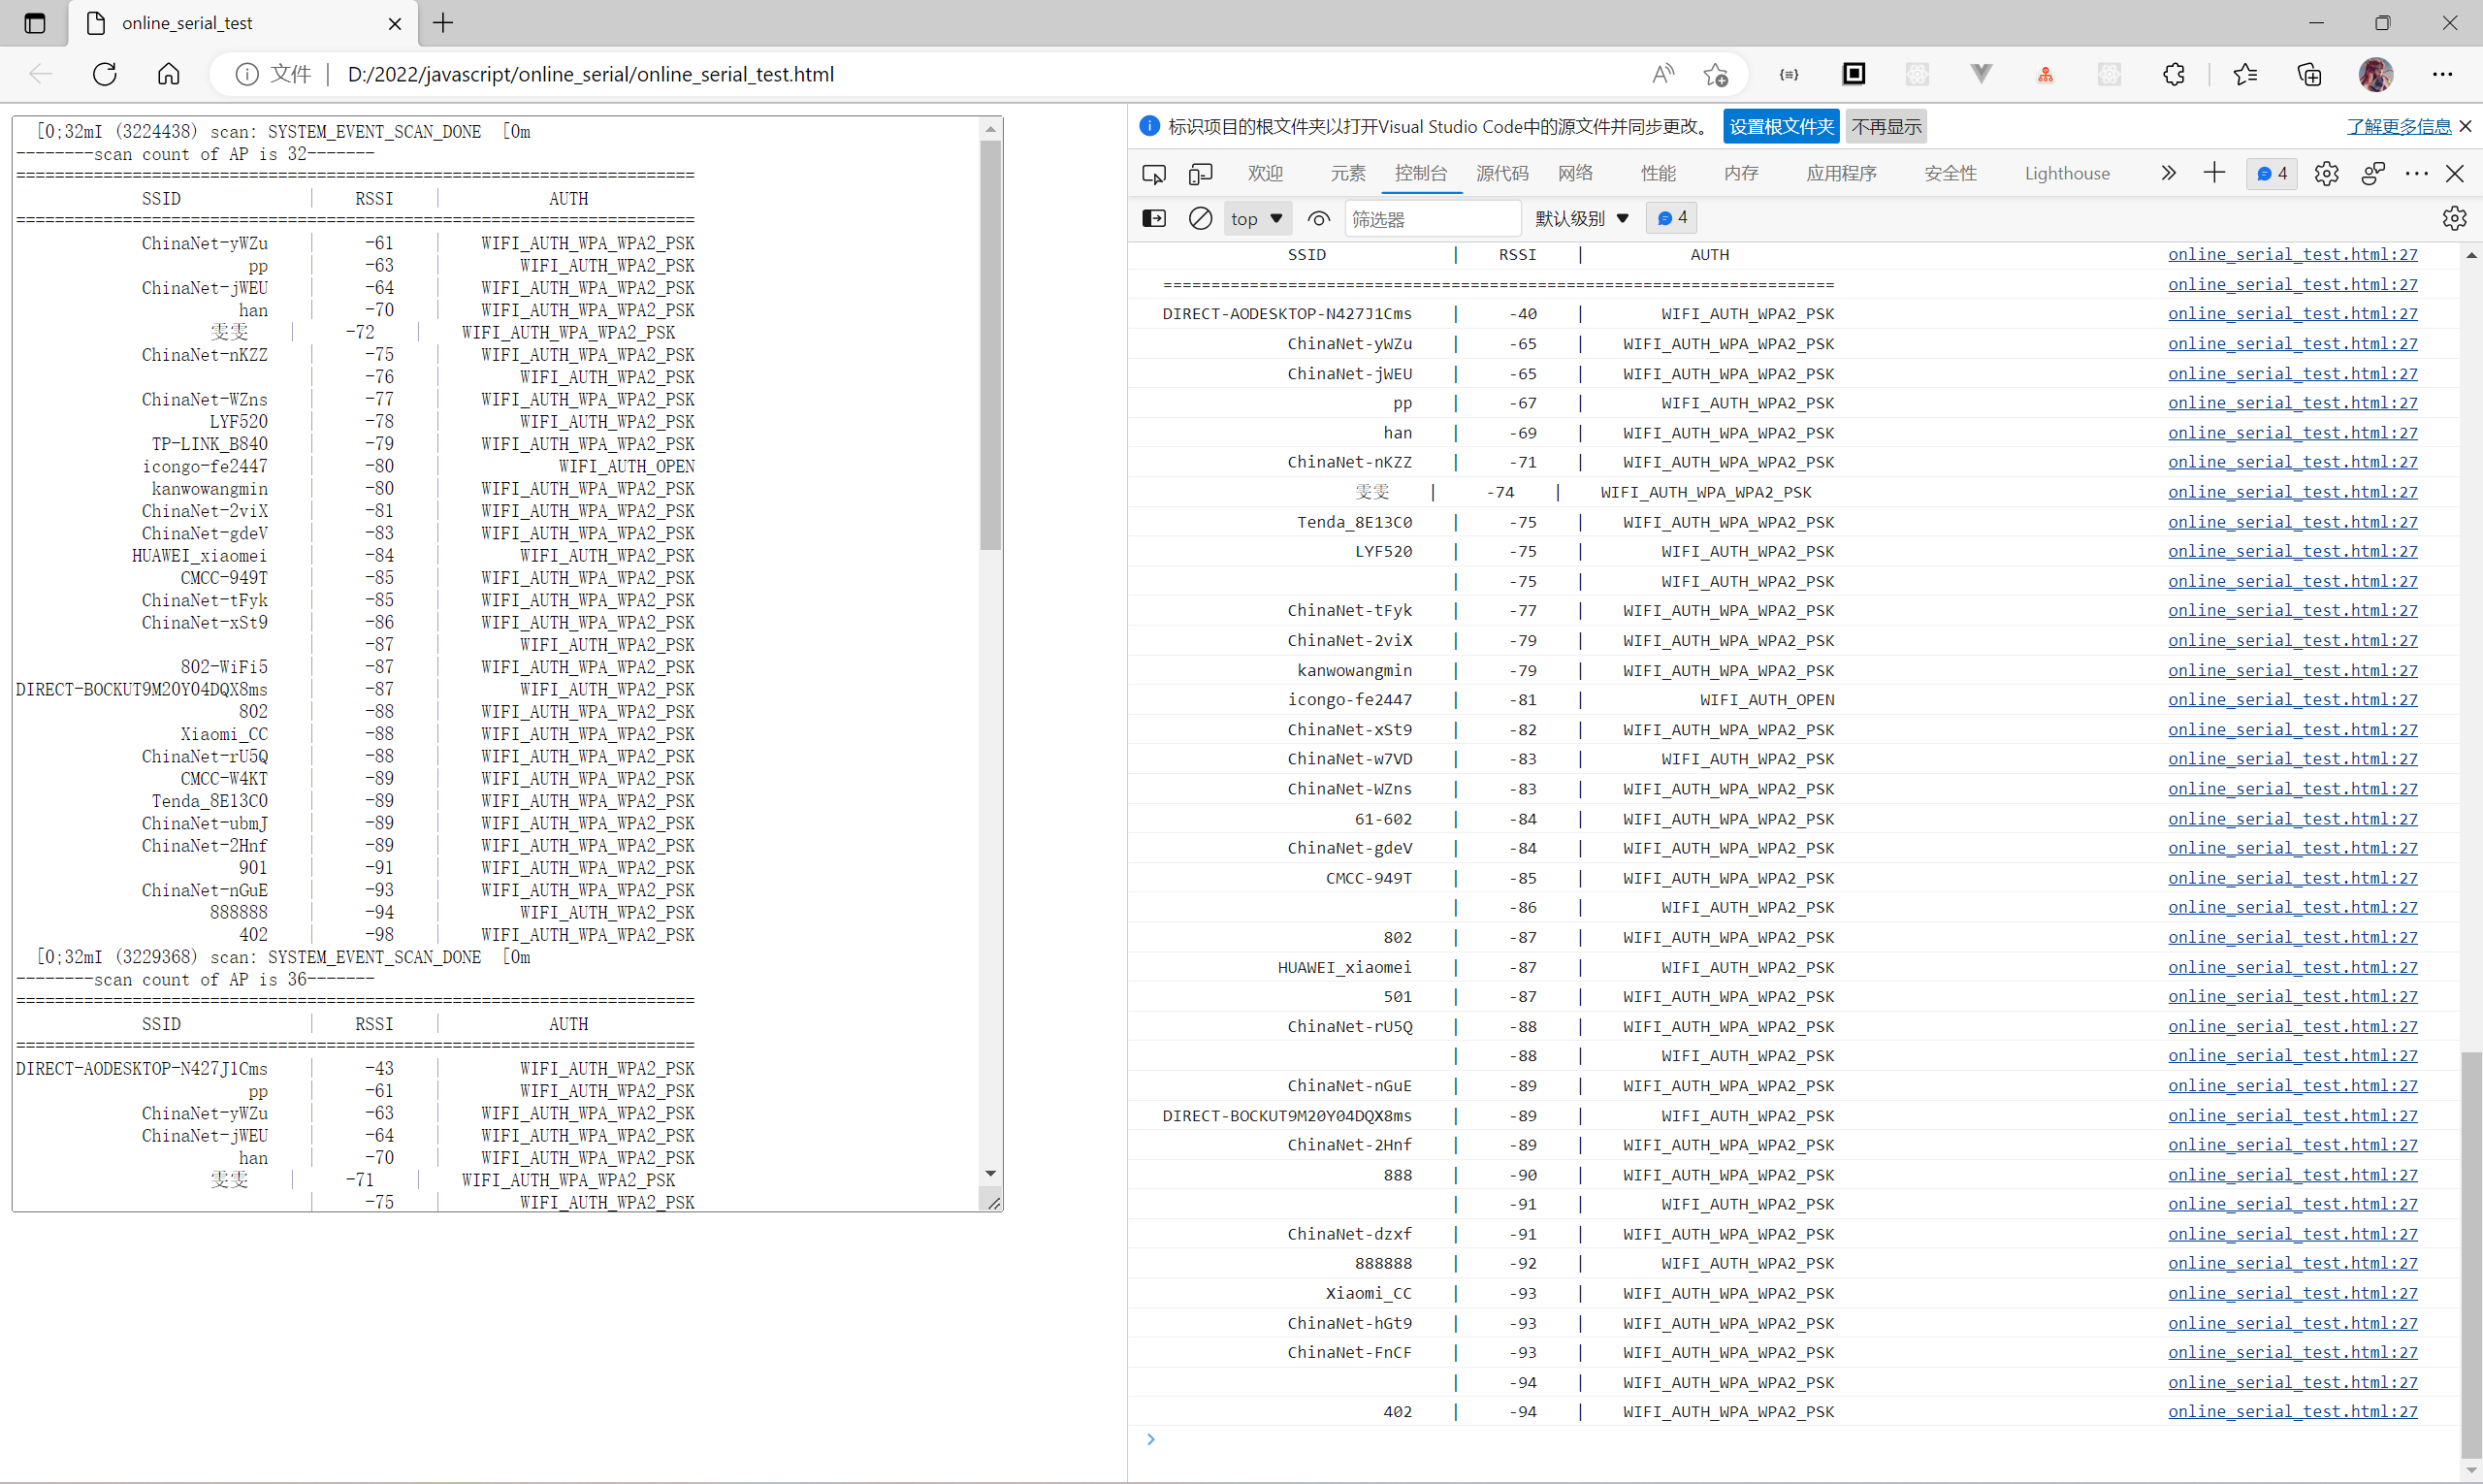 online_serial_test
文件 | D:/2022/javascript/online_serial/online_serial_test.html
[0;32mI (3224438) scan: SYSTEM_EVENT_SCAN_DONE [0m
--------scan count of AP is 32-------
======================================================================
SSID | RSSI | AUTH
======================================================================
ChinaNet-yWZu | -61 | WIFI_AUTH_WPA_WPA2_PSK
pp | -63 | WIFI_AUTH_WPA2_PSK
ChinaNet-jWEU | -64 | WIFI_AUTH_WPA_WPA2_PSK
han | -70 | WIFI_AUTH_WPA_WPA2_PSK
雯雯 | -72 | WIFI_AUTH_WPA_WPA2_PSK
ChinaNet-nKZZ | -75 | WIFI_AUTH_WPA_WPA2_PSK
| -76 | WIFI_AUTH_WPA2_PSK
ChinaNet-WZns | -77 | WIFI_AUTH_WPA_WPA2_PSK
LYF520 | -78 | WIFI_AUTH_WPA2_PSK
TP-LINK_B840 | -79 | WIFI_AUTH_WPA_WPA2_PSK
icongo-fe2447 | -80 | WIFI_AUTH_OPEN
kanwowangmin | -80 | WIFI_AUTH_WPA_WPA2_PSK
ChinaNet-2viX | -81 | WIFI_AUTH_WPA_WPA2_PSK
ChinaNet-gdeV | -83 | WIFI_AUTH_WPA_WPA2_PSK
HUAWEI_xiaomei | -84 | WIFI_AUTH_WPA2_PSK
CMCC-949T | -85 | WIFI_AUTH_WPA_WPA2_PSK
ChinaNet-tFyk | -85 | WIFI_AUTH_WPA_WPA2_PSK
ChinaNet-xSt9 | -86 | WIFI_AUTH_WPA_WPA2_PSK
| -87 | WIFI_AUTH_WPA2_PSK
802-WiFi5 | -87 | WIFI_AUTH_WPA_WPA2_PSK
DIRECT-BOCKUT9M20Y04DQX8ms | -87 | WIFI_AUTH_WPA2_PSK
802 | -88 | WIFI_AUTH_WPA_WPA2_PSK
Xiaomi_CC | -88 | WIFI_AUTH_WPA_WPA2_PSK
ChinaNet-rU5Q | -88 | WIFI_AUTH_WPA_WPA2_PSK
CMCC-W4KT | -89 | WIFI_AUTH_WPA_WPA2_PSK
Tenda_8E13C0 | -89 | WIFI_AUTH_WPA_WPA2_PSK
ChinaNet-ubmJ | -89 | WIFI_AUTH_WPA_WPA2_PSK
ChinaNet-2Hnf | -89 | WIFI_AUTH_WPA_WPA2_PSK
901 | -91 | WIFI_AUTH_WPA_WPA2_PSK
ChinaNet-nGuE | -93 | WIFI_AUTH_WPA_WPA2_PSK
888888 | -94 | WIFI_AUTH_WPA2_PSK
402 | -98 | WIFI_AUTH_WPA_WPA2_PSK
[0;32mI (3229368) scan: SYSTEM_EVENT_SCAN_DONE [0m
--------scan count of AP is 36-------
======================================================================
SSID | RSSI | AUTH
======================================================================
DIRECT-AODESKTOP-N427J1Cms | -43 | WIFI_AUTH_WPA2_PSK
pp | -61 | WIFI_AUTH_WPA2_PSK
ChinaNet-yWZu | -63 | WIFI_AUTH_WPA_WPA2_PSK
ChinaNet-jWEU | -64 | WIFI_AUTH_WPA_WPA2_PSK
han | -70 | WIFI_AUTH_WPA_WPA2_PSK
雯雯 | -71 | WIFI_AUTH_WPA_WPA2_PSK
| -75 | WIFI_AUTH_WPA2_PSK
标识项目的根文件夹以打开Visual Studio Code中的源文件并同步更改。 设置根文件夹 不再显示 了解更多信息
欢迎 元素 控制台 源代码 网络 性能 内存 应用程序 安全性 Lighthouse 4
top 筛选器 默认级别 4
SSID | RSSI | AUTH online_serial_test.html:27
====================================================================== online_serial_test.html:27
DIRECT-AODESKTOP-N427J1Cms | -40 | WIFI_AUTH_WPA2_PSK online_serial_test.html:27
ChinaNet-yWZu | -65 | WIFI_AUTH_WPA_WPA2_PSK online_serial_test.html:27
ChinaNet-jWEU | -65 | WIFI_AUTH_WPA_WPA2_PSK online_serial_test.html:27
pp | -67 | WIFI_AUTH_WPA2_PSK online_serial_test.html:27
han | -69 | WIFI_AUTH_WPA_WPA2_PSK online_serial_test.html:27
ChinaNet-nKZZ | -71 | WIFI_AUTH_WPA_WPA2_PSK online_serial_test.html:27
雯雯 | -74 | WIFI_AUTH_WPA_WPA2_PSK online_serial_test.html:27
Tenda_8E13C0 | -75 | WIFI_AUTH_WPA_WPA2_PSK online_serial_test.html:27
LYF520 | -75 | WIFI_AUTH_WPA2_PSK online_serial_test.html:27
| -75 | WIFI_AUTH_WPA2_PSK online_serial_test.html:27
ChinaNet-tFyk | -77 | WIFI_AUTH_WPA_WPA2_PSK online_serial_test.html:27
ChinaNet-2viX | -79 | WIFI_AUTH_WPA_WPA2_PSK online_serial_test.html:27
kanwowangmin | -79 | WIFI_AUTH_WPA_WPA2_PSK online_serial_test.html:27
icongo-fe2447 | -81 | WIFI_AUTH_OPEN online_serial_test.html:27
ChinaNet-xSt9 | -82 | WIFI_AUTH_WPA_WPA2_PSK online_serial_test.html:27
ChinaNet-w7VD | -83 | WIFI_AUTH_WPA2_PSK online_serial_test.html:27
ChinaNet-WZns | -83 | WIFI_AUTH_WPA_WPA2_PSK online_serial_test.html:27
61-602 | -84 | WIFI_AUTH_WPA_WPA2_PSK online_serial_test.html:27
ChinaNet-gdeV | -84 | WIFI_AUTH_WPA_WPA2_PSK online_serial_test.html:27
CMCC-949T | -85 | WIFI_AUTH_WPA_WPA2_PSK online_serial_test.html:27
| -86 | WIFI_AUTH_WPA2_PSK online_serial_test.html:27
802 | -87 | WIFI_AUTH_WPA_WPA2_PSK online_serial_test.html:27
HUAWEI_xiaomei | -87 | WIFI_AUTH_WPA2_PSK online_serial_test.html:27
501 | -87 | WIFI_AUTH_WPA_WPA2_PSK online_serial_test.html:27
ChinaNet-rU5Q | -88 | WIFI_AUTH_WPA_WPA2_PSK online_serial_test.html:27
| -88 | WIFI_AUTH_WPA2_PSK online_serial_test.html:27
ChinaNet-nGuE | -89 | WIFI_AUTH_WPA_WPA2_PSK online_serial_test.html:27
DIRECT-BOCKUT9M20Y04DQX8ms | -89 | WIFI_AUTH_WPA2_PSK online_serial_test.html:27
ChinaNet-2Hnf | -89 | WIFI_AUTH_WPA_WPA2_PSK online_serial_test.html:27
888 | -90 | WIFI_AUTH_WPA_WPA2_PSK online_serial_test.html:27
| -91 | WIFI_AUTH_WPA2_PSK online_serial_test.html:27
ChinaNet-dzxf | -91 | WIFI_AUTH_WPA_WPA2_PSK online_serial_test.html:27
888888 | -92 | WIFI_AUTH_WPA2_PSK online_serial_test.html:27
Xiaomi_CC | -93 | WIFI_AUTH_WPA_WPA2_PSK online_serial_test.html:27
ChinaNet-hGt9 | -93 | WIFI_AUTH_WPA_WPA2_PSK online_serial_test.html:27
ChinaNet-FnCF | -93 | WIFI_AUTH_WPA_WPA2_PSK online_serial_test.html:27
| -94 | WIFI_AUTH_WPA_WPA2_PSK online_serial_test.html:27
402 | -94 | WIFI_AUTH_WPA_WPA2_PSK online_serial_test.html:27